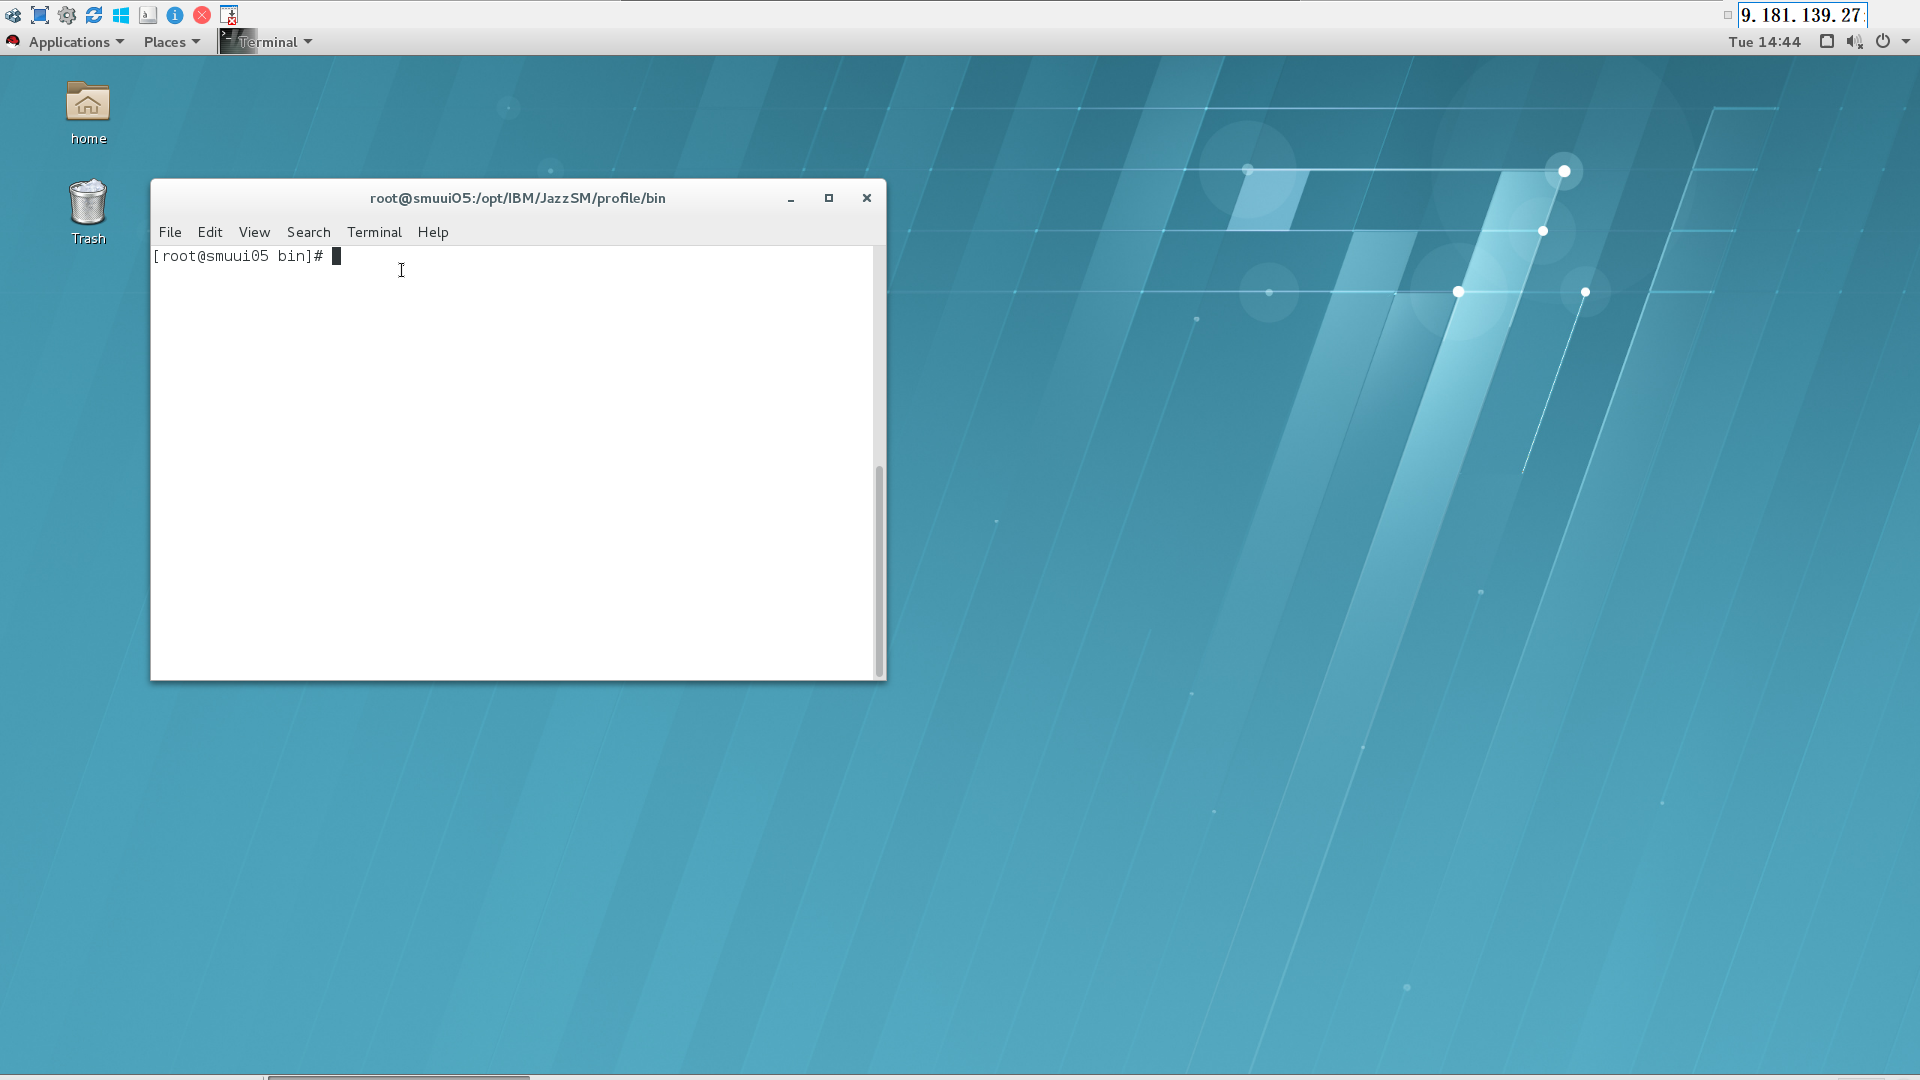 9.181.139.27
Applications Places Terminal Tue 14:44
home
Trash
root@smuui05:/opt/IBM/JazzSM/profile/bin
File Edit View Search Terminal Help
[root@smuui05 bin]#